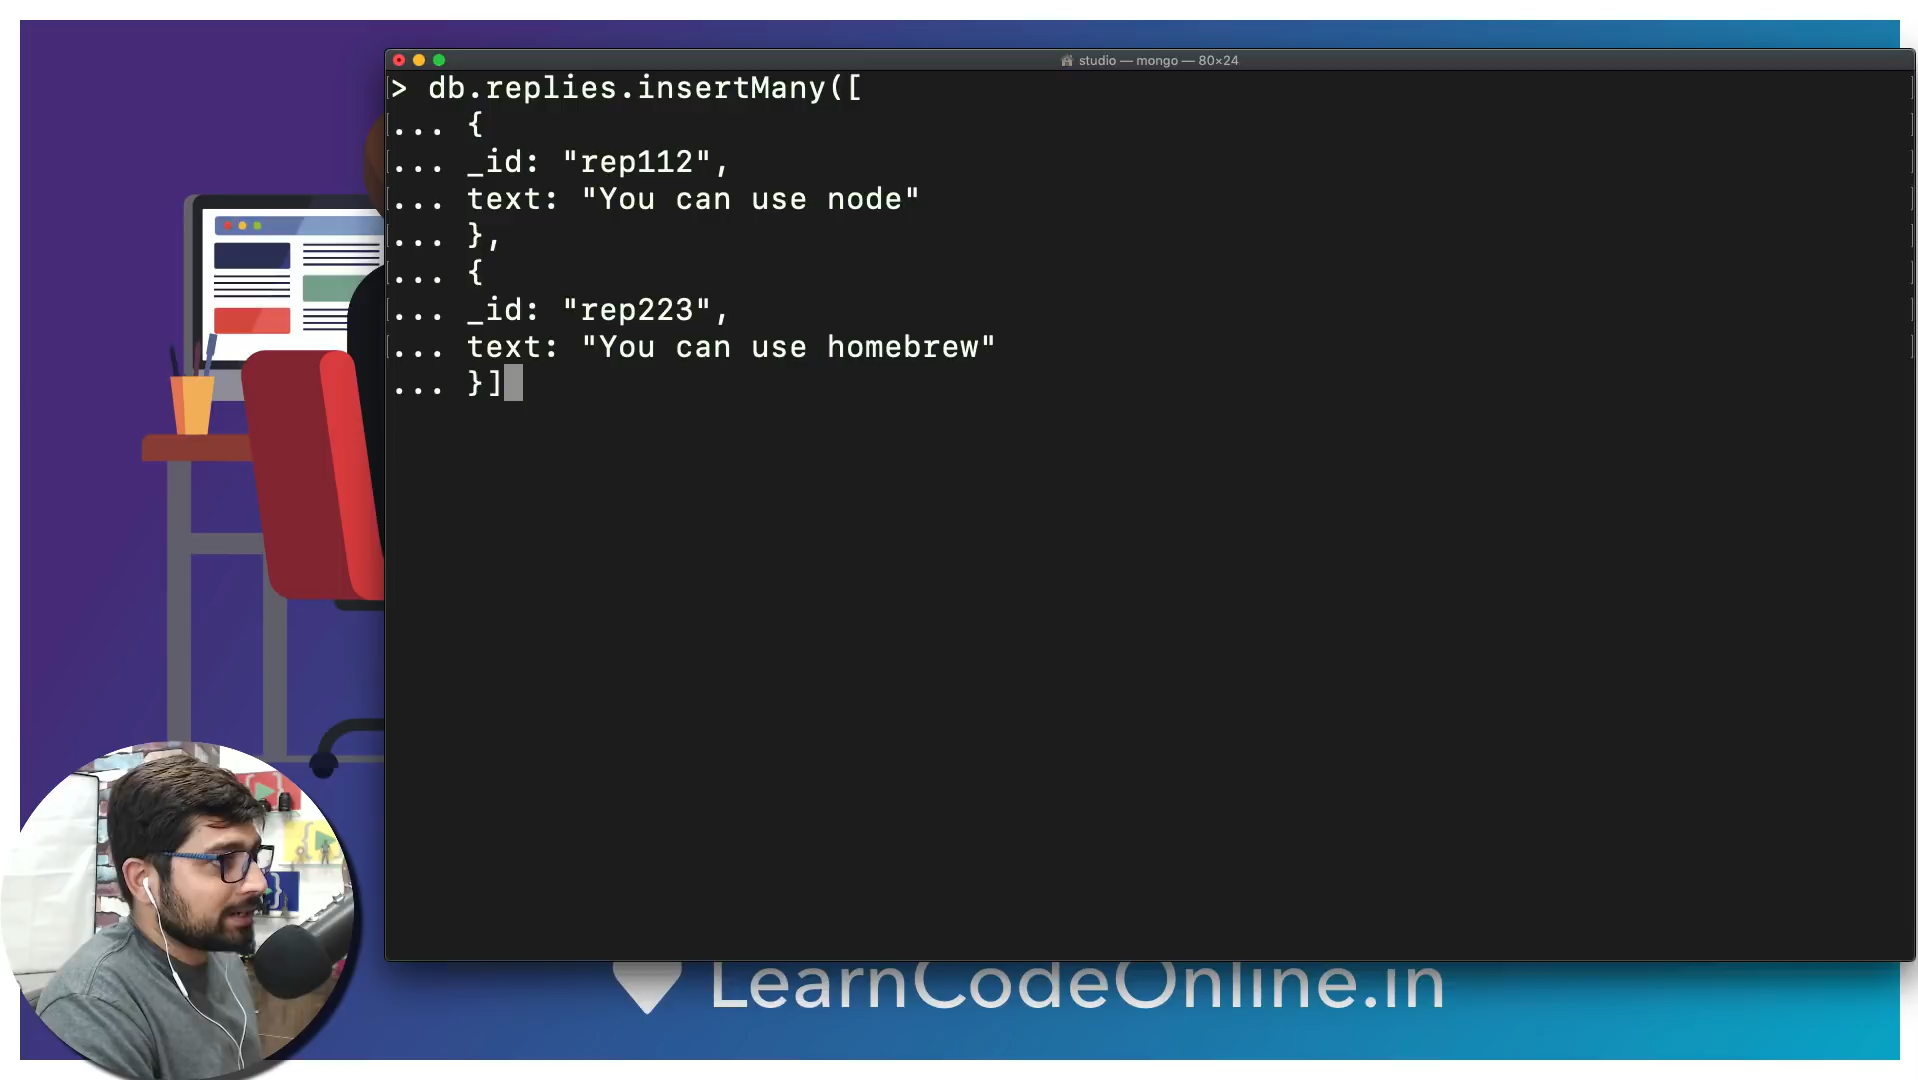 studio — mongo — 80×24
> db.replies.insertMany([
... {
... _id: "rep112",
... text: "You can use node"
... },
... {
... _id: "rep223",
... text: "You can use homebrew"
... }]
LearnCodeOnline.in